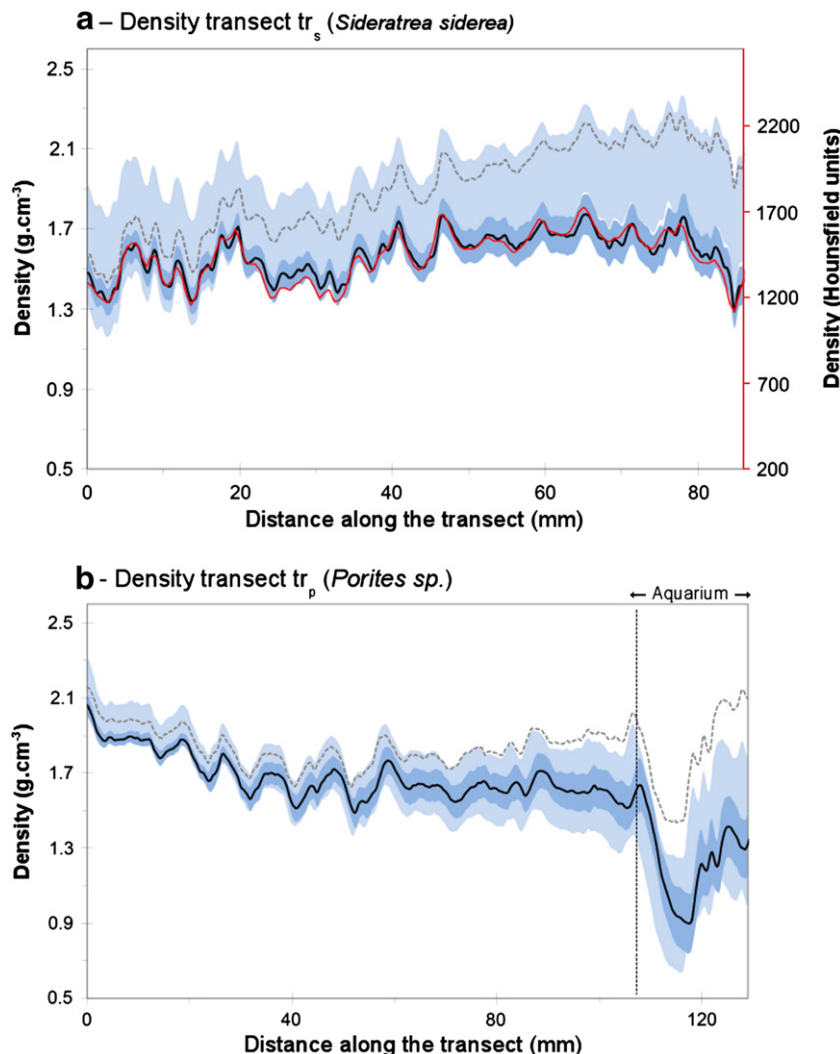 a – Density transect tr_s (Sideratrea siderea)
2.5
2.1
1.7
1.3
0.9
0.5
Density (g.cm⁻³)
2200
1700
1200
700
200
Density (Hounsfield units)
0 20 40 60 80
Distance along the transect (mm)
b - Density transect tr_p (Porites sp.)
← Aquarium →
2.5
2.1
1.7
1.3
0.9
0.5
Density (g.cm⁻³)
0 40 80 120
Distance along the transect (mm)